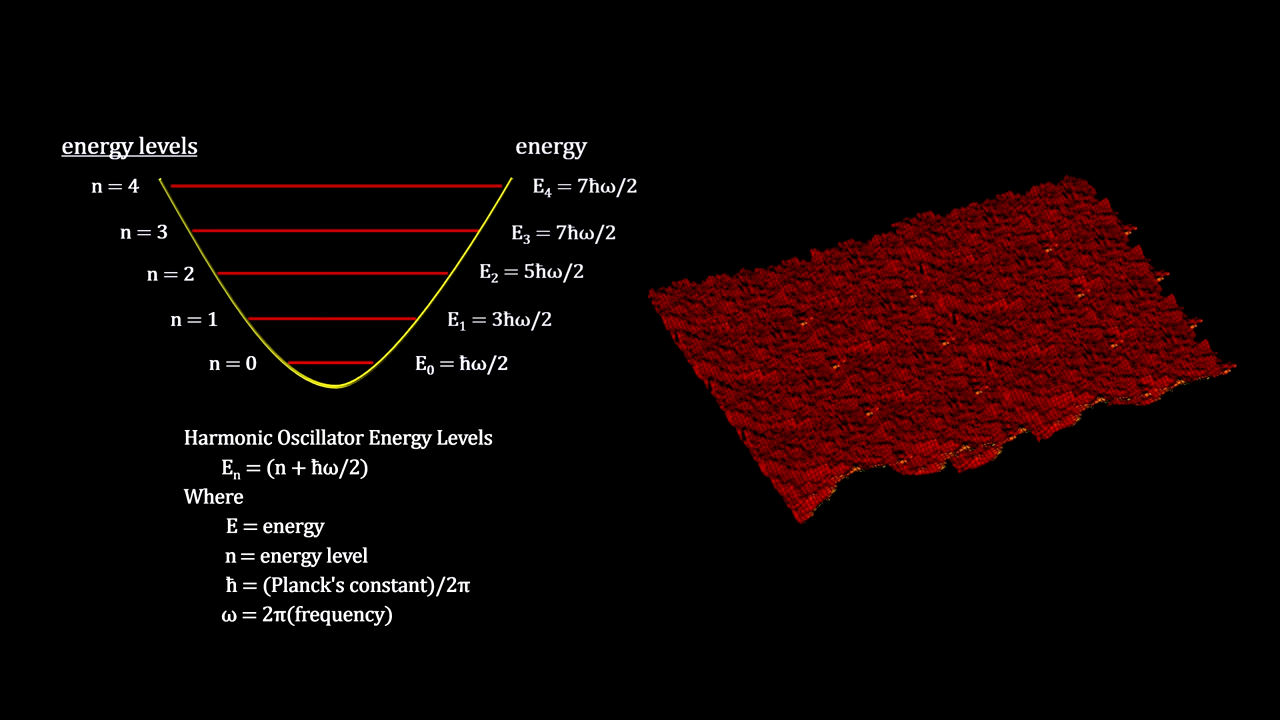 energy levels energy
n = 4 E₄ = 7ħω/2
n = 3 E₃ = 7ħω/2
n = 2 E₂ = 5ħω/2
n = 1 E₁ = 3ħω/2
n = 0 E₀ = ħω/2
Harmonic Oscillator Energy Levels
Eₙ = (n + ħω/2)
Where
E = energy
n = energy level
ħ = (Planck's constant)/2π
ω = 2π(frequency)